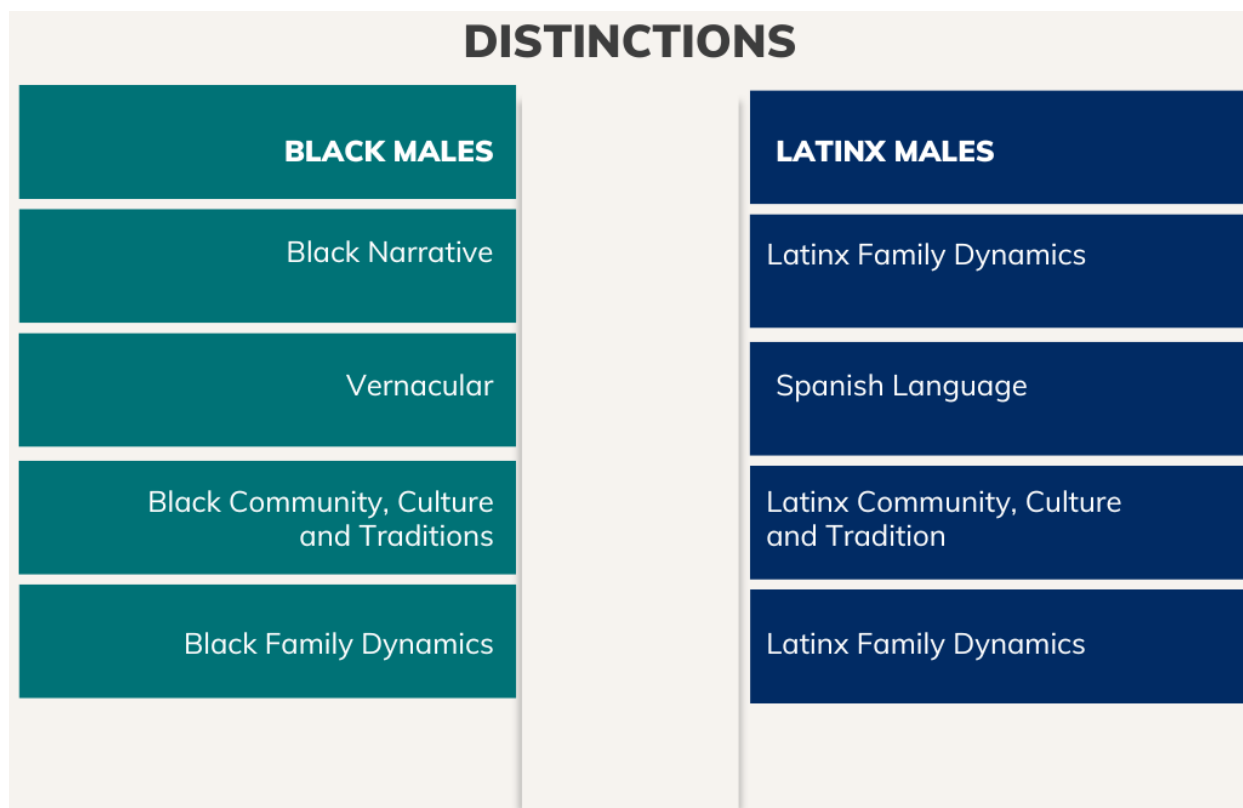 DISTINCTIONS
BLACK MALES
Black Narrative
Vernacular
Black Community, Culture
and Traditions
Black Family Dynamics
LATINX MALES
Latinx Family Dynamics
Spanish Language
Latinx Community, Culture
and Tradition
Latinx Family Dynamics